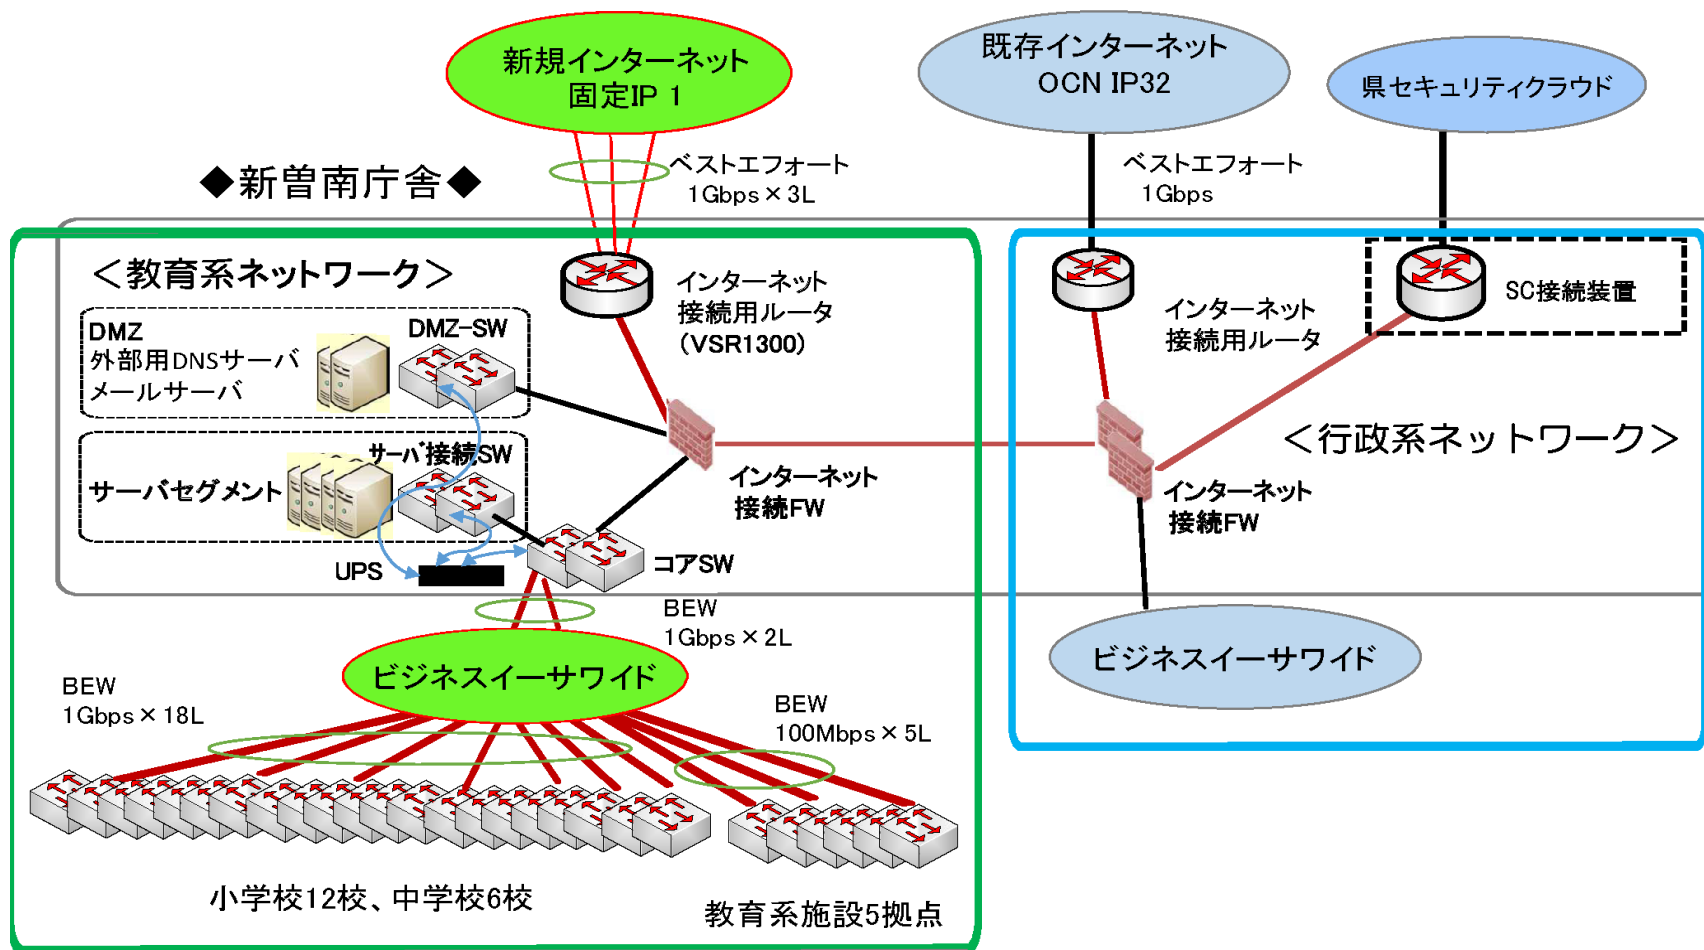 新規インターネット
固定IP 1
既存インターネット
OCN IP32
県セキュリティクラウド
◆新曽南庁舎◆
ベストエフォート
1Gbps×3L
ベストエフォート
1Gbps
＜教育系ネットワーク＞
インターネット
接続用ルータ
（VSR1300）
インターネット
接続用ルータ
SC接続装置
DMZ
外部用DNSサーバ
メールサーバ
DMZ-SW
サーバ接続SW
サーバセグメント
インターネット
接続FW
＜行政系ネットワーク＞
インターネット
接続FW
UPS
コアSW
BEW
1Gbps×2L
ビジネスイーサワイド
ビジネスイーサワイド
BEW
1Gbps×18L
BEW
100Mbps×5L
小学校12校、中学校6校
教育系施設5拠点